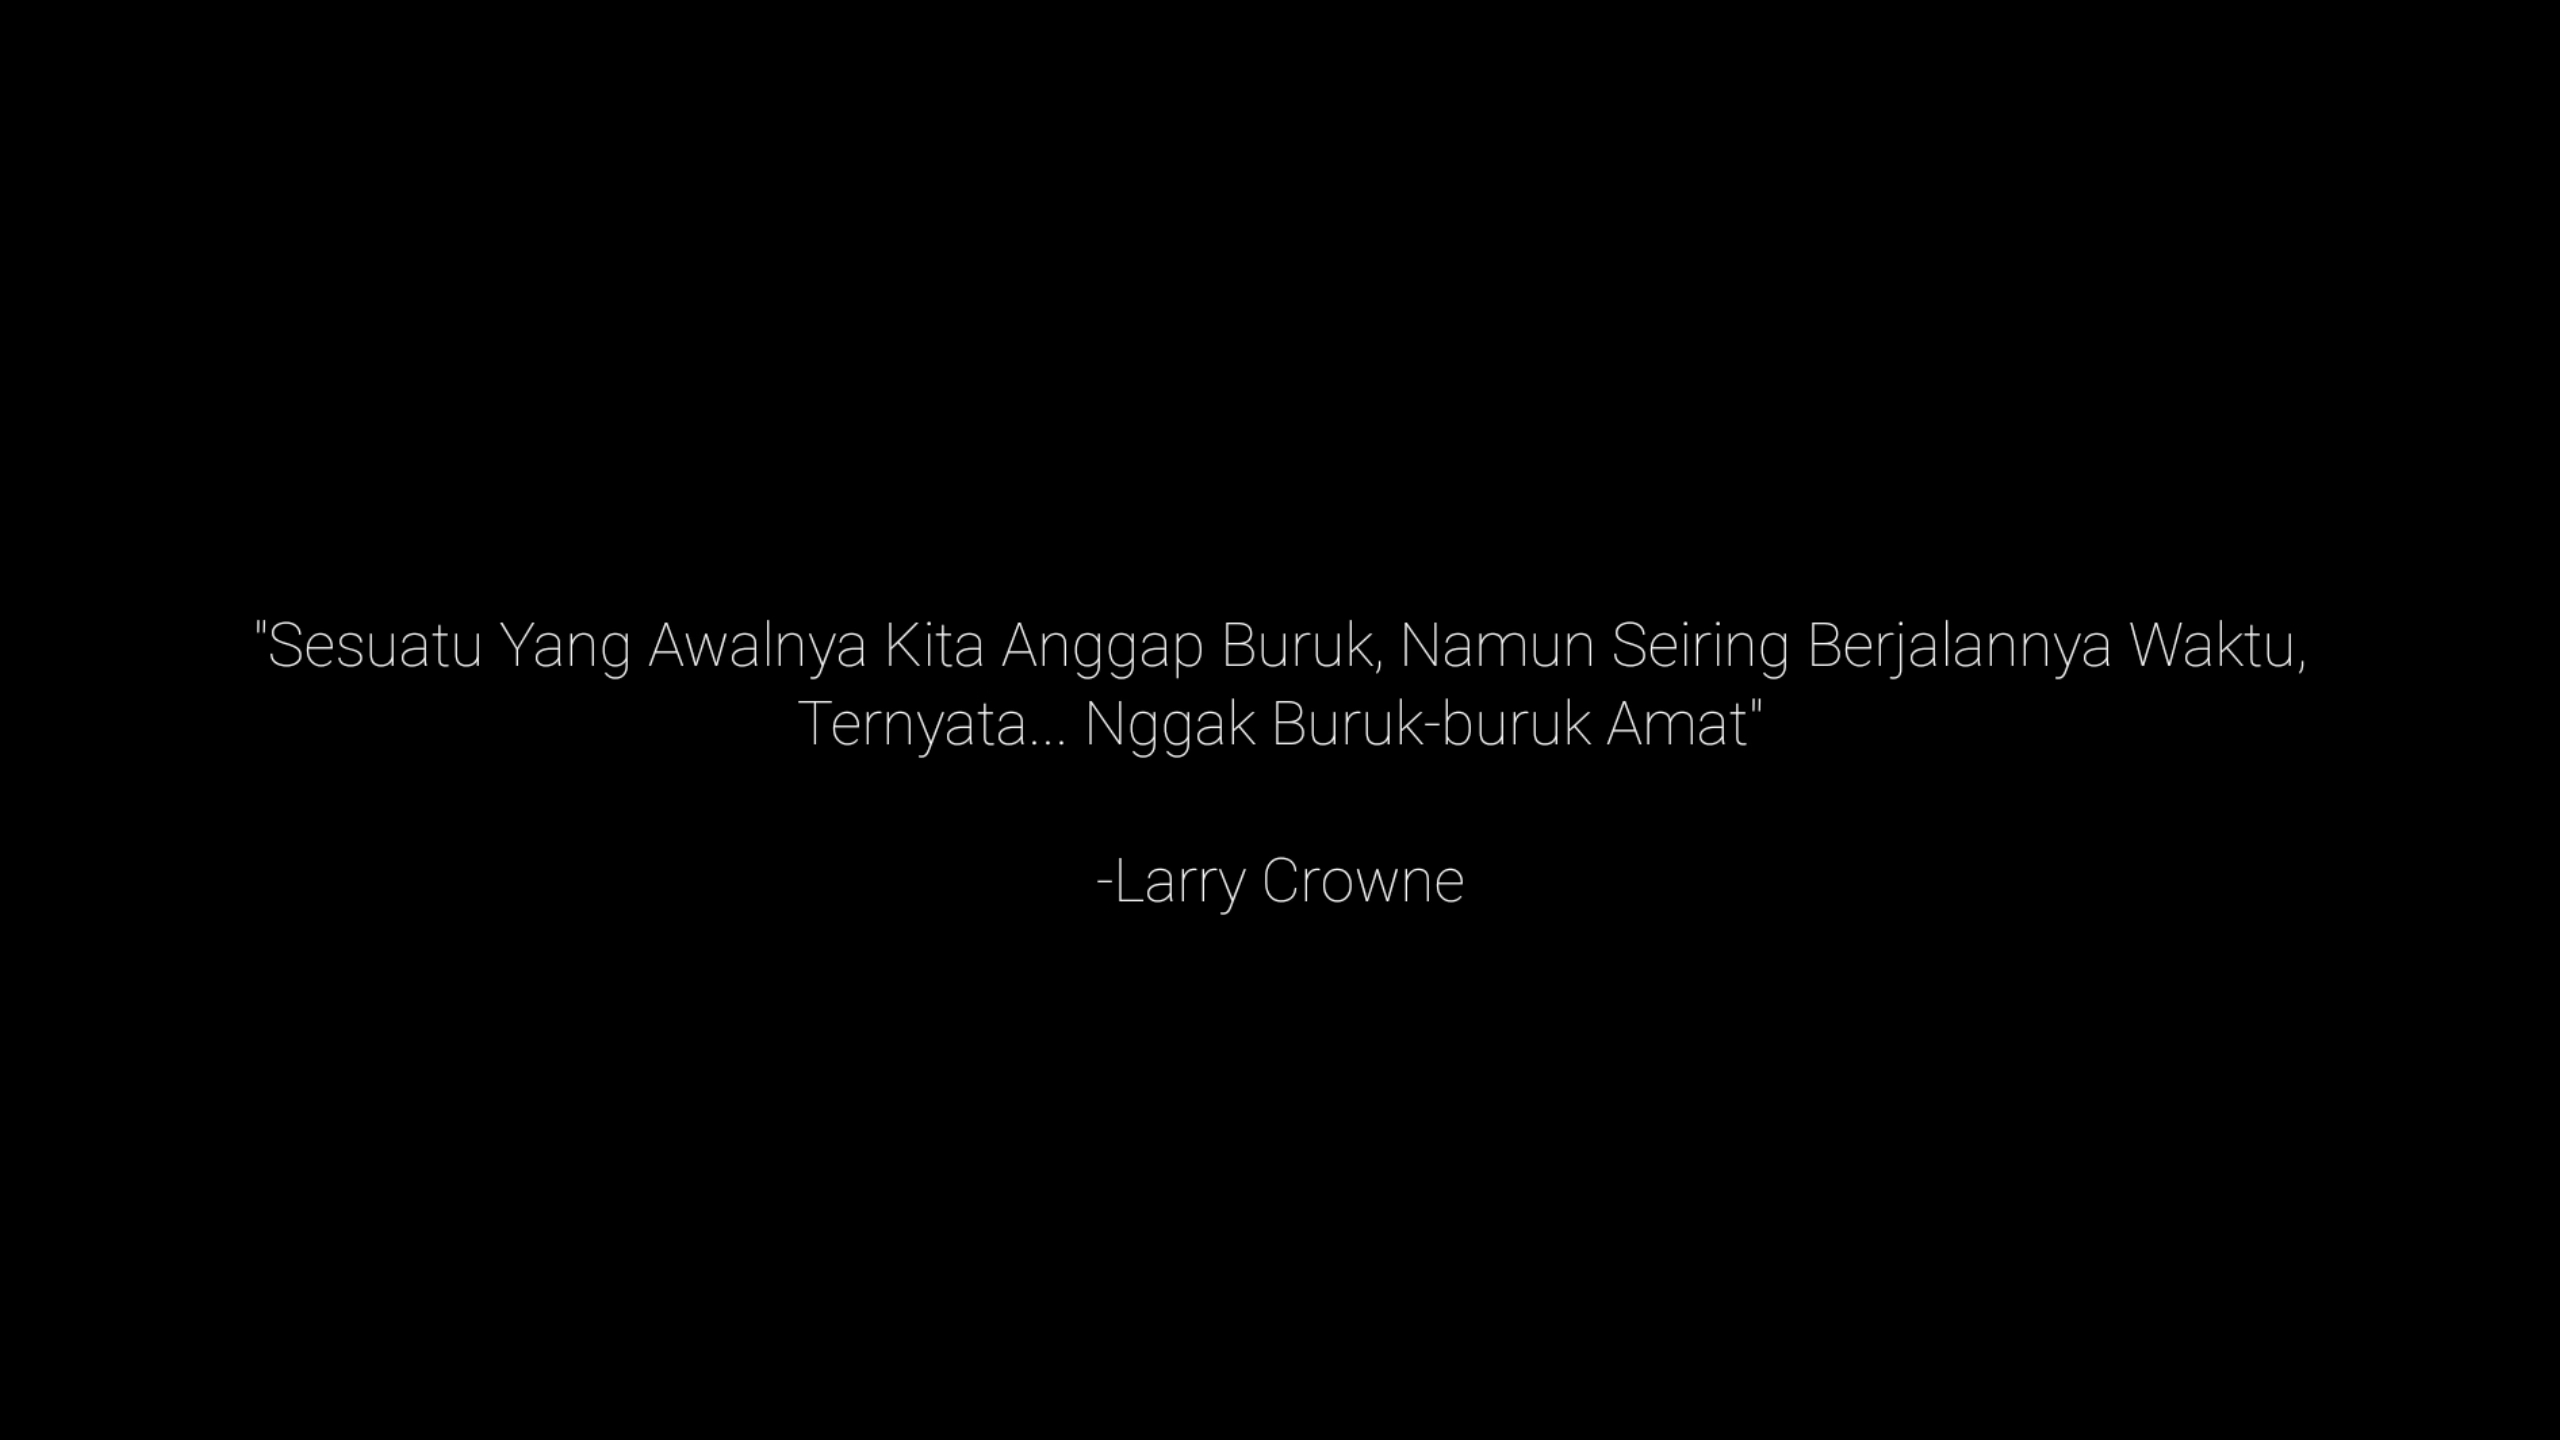 "Sesuatu Yang Awalnya Kita Anggap Buruk, Namun Seiring Berjalannya Waktu,
Ternyata... Nggak Buruk-buruk Amat"
-Larry Crowne